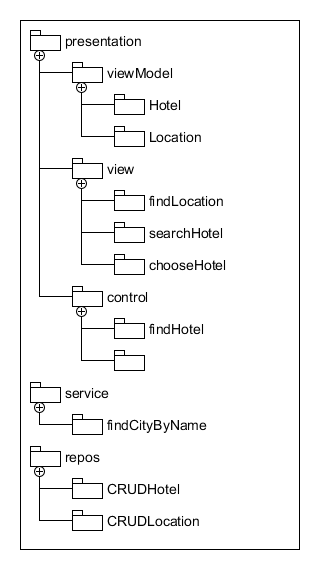 presentation
viewModel
Hotel
Location
view
findLocation
searchHotel
chooseHotel
control
findHotel
service
findCityByName
repos
CRUDHotel
CRUDLocation